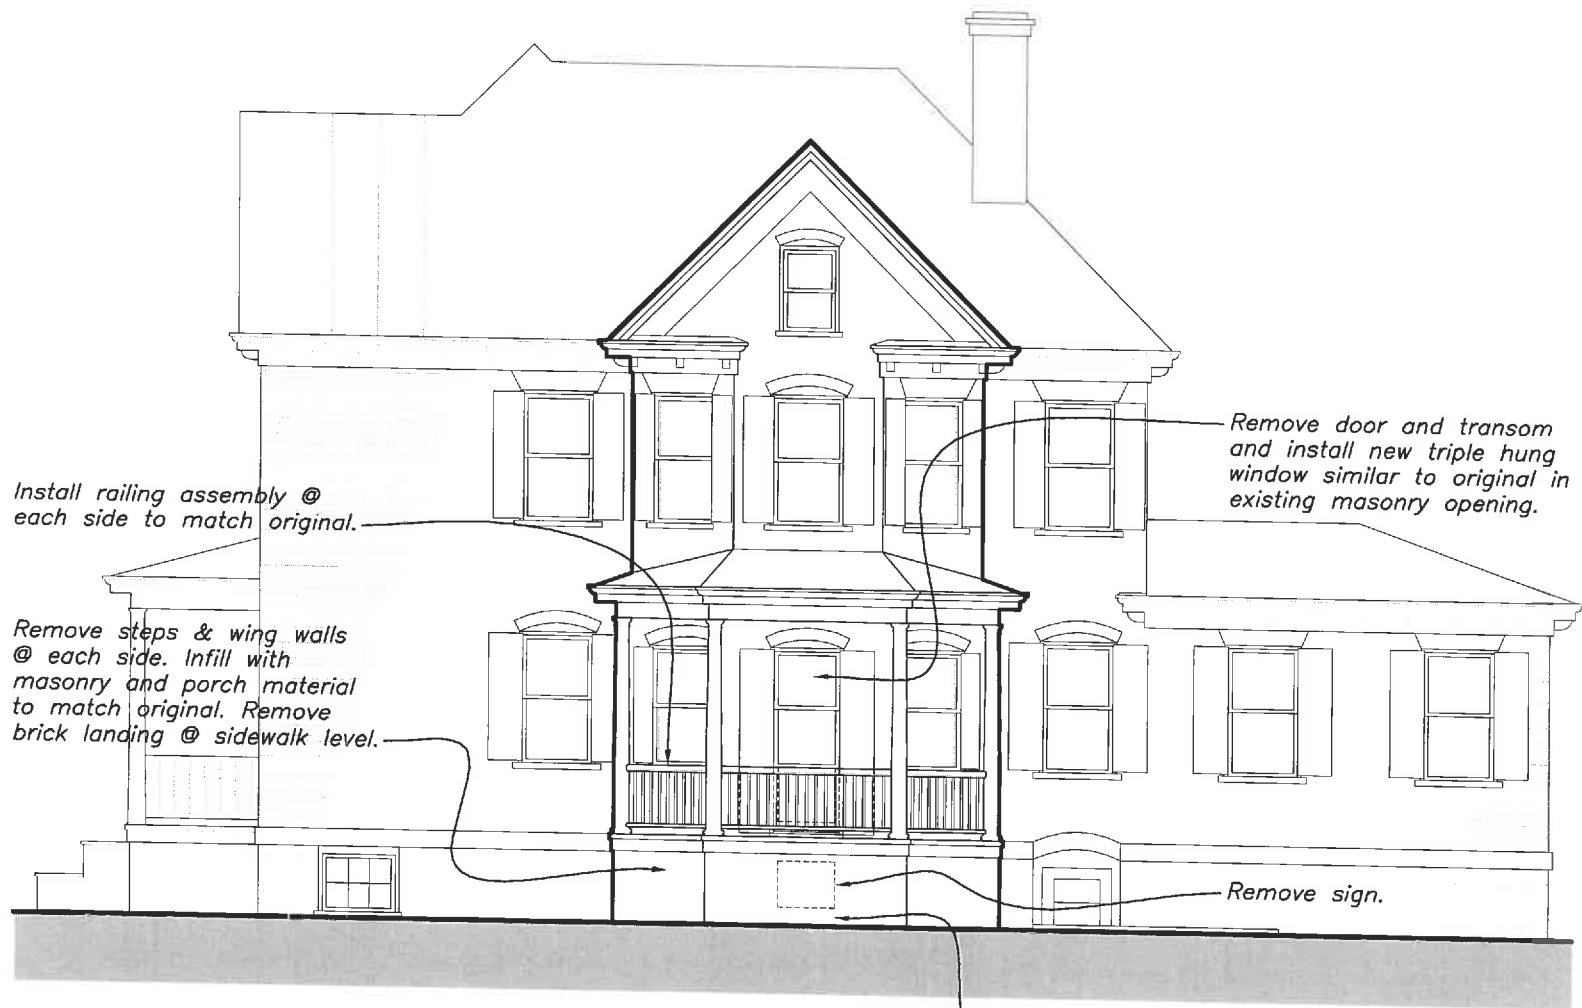 Remove door and transom
and install new triple hung
window similar to original in
existing masonry opening.
Install railing assembly @
each side to match original.
Remove steps & wing walls
@ each side. Infill with
masonry and porch material
to match original. Remove
brick landing @ sidewalk level.
Remove sign.